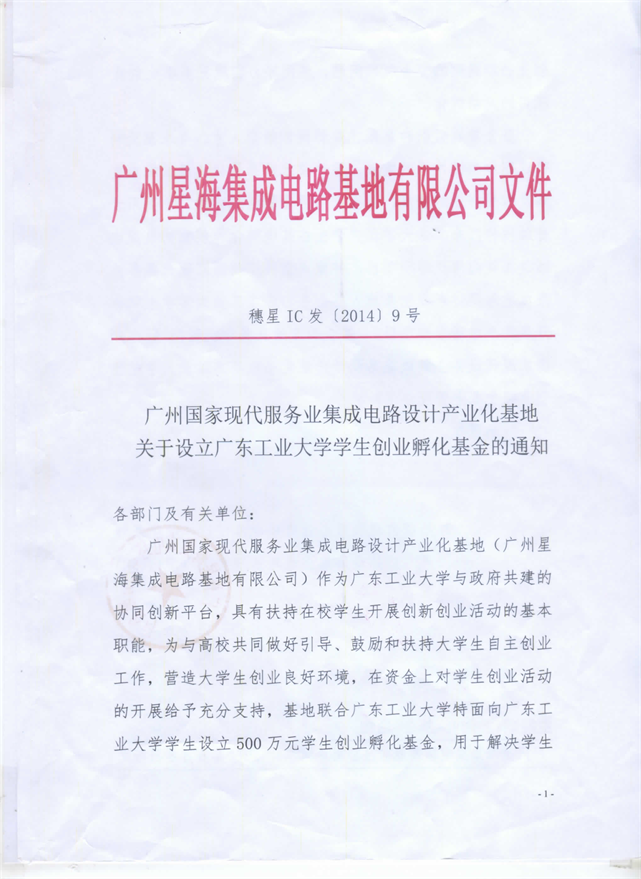 广州星海集成电路基地有限公司文件
穗星 IC 发〔2014〕9 号
广州国家现代服务业集成电路设计产业化基地
关于设立广东工业大学学生创业孵化基金的通知
各部门及有关单位：
广州国家现代服务业集成电路设计产业化基地（广州星
海集成电路基地有限公司）作为广东工业大学与政府共建的
协同创新平台，具有扶持在校学生开展创新创业活动的基本
职能，为与高校共同做好引导、鼓励和扶持大学生自主创业
工作，营造大学生创业良好环境，在资金上对学生创业活动
的开展给予充分支持，基地联合广东工业大学特面向广东工
业大学学生设立 500 万元学生创业孵化基金，用于解决学生
-1-